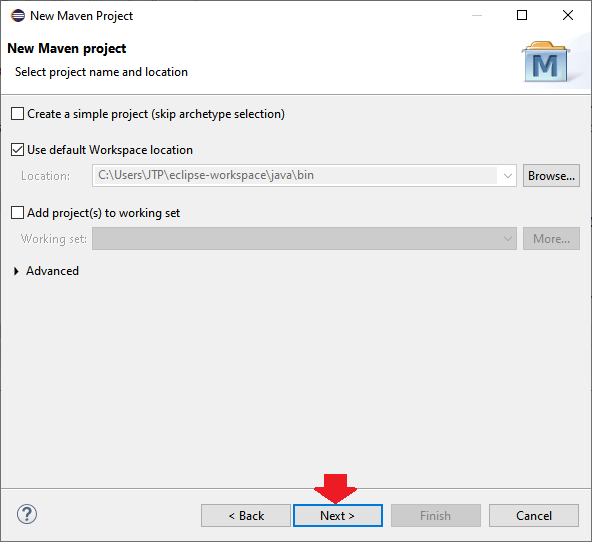 New Maven Project
New Maven project
Select project name and location
M
Create a simple project (skip archetype selection)
Use default Workspace location
Location: C:\Users\JTP\eclipse-workspace\java\bin Browse...
Add project(s) to working set
Working set: More...
Advanced
? < Back Next > Finish Cancel